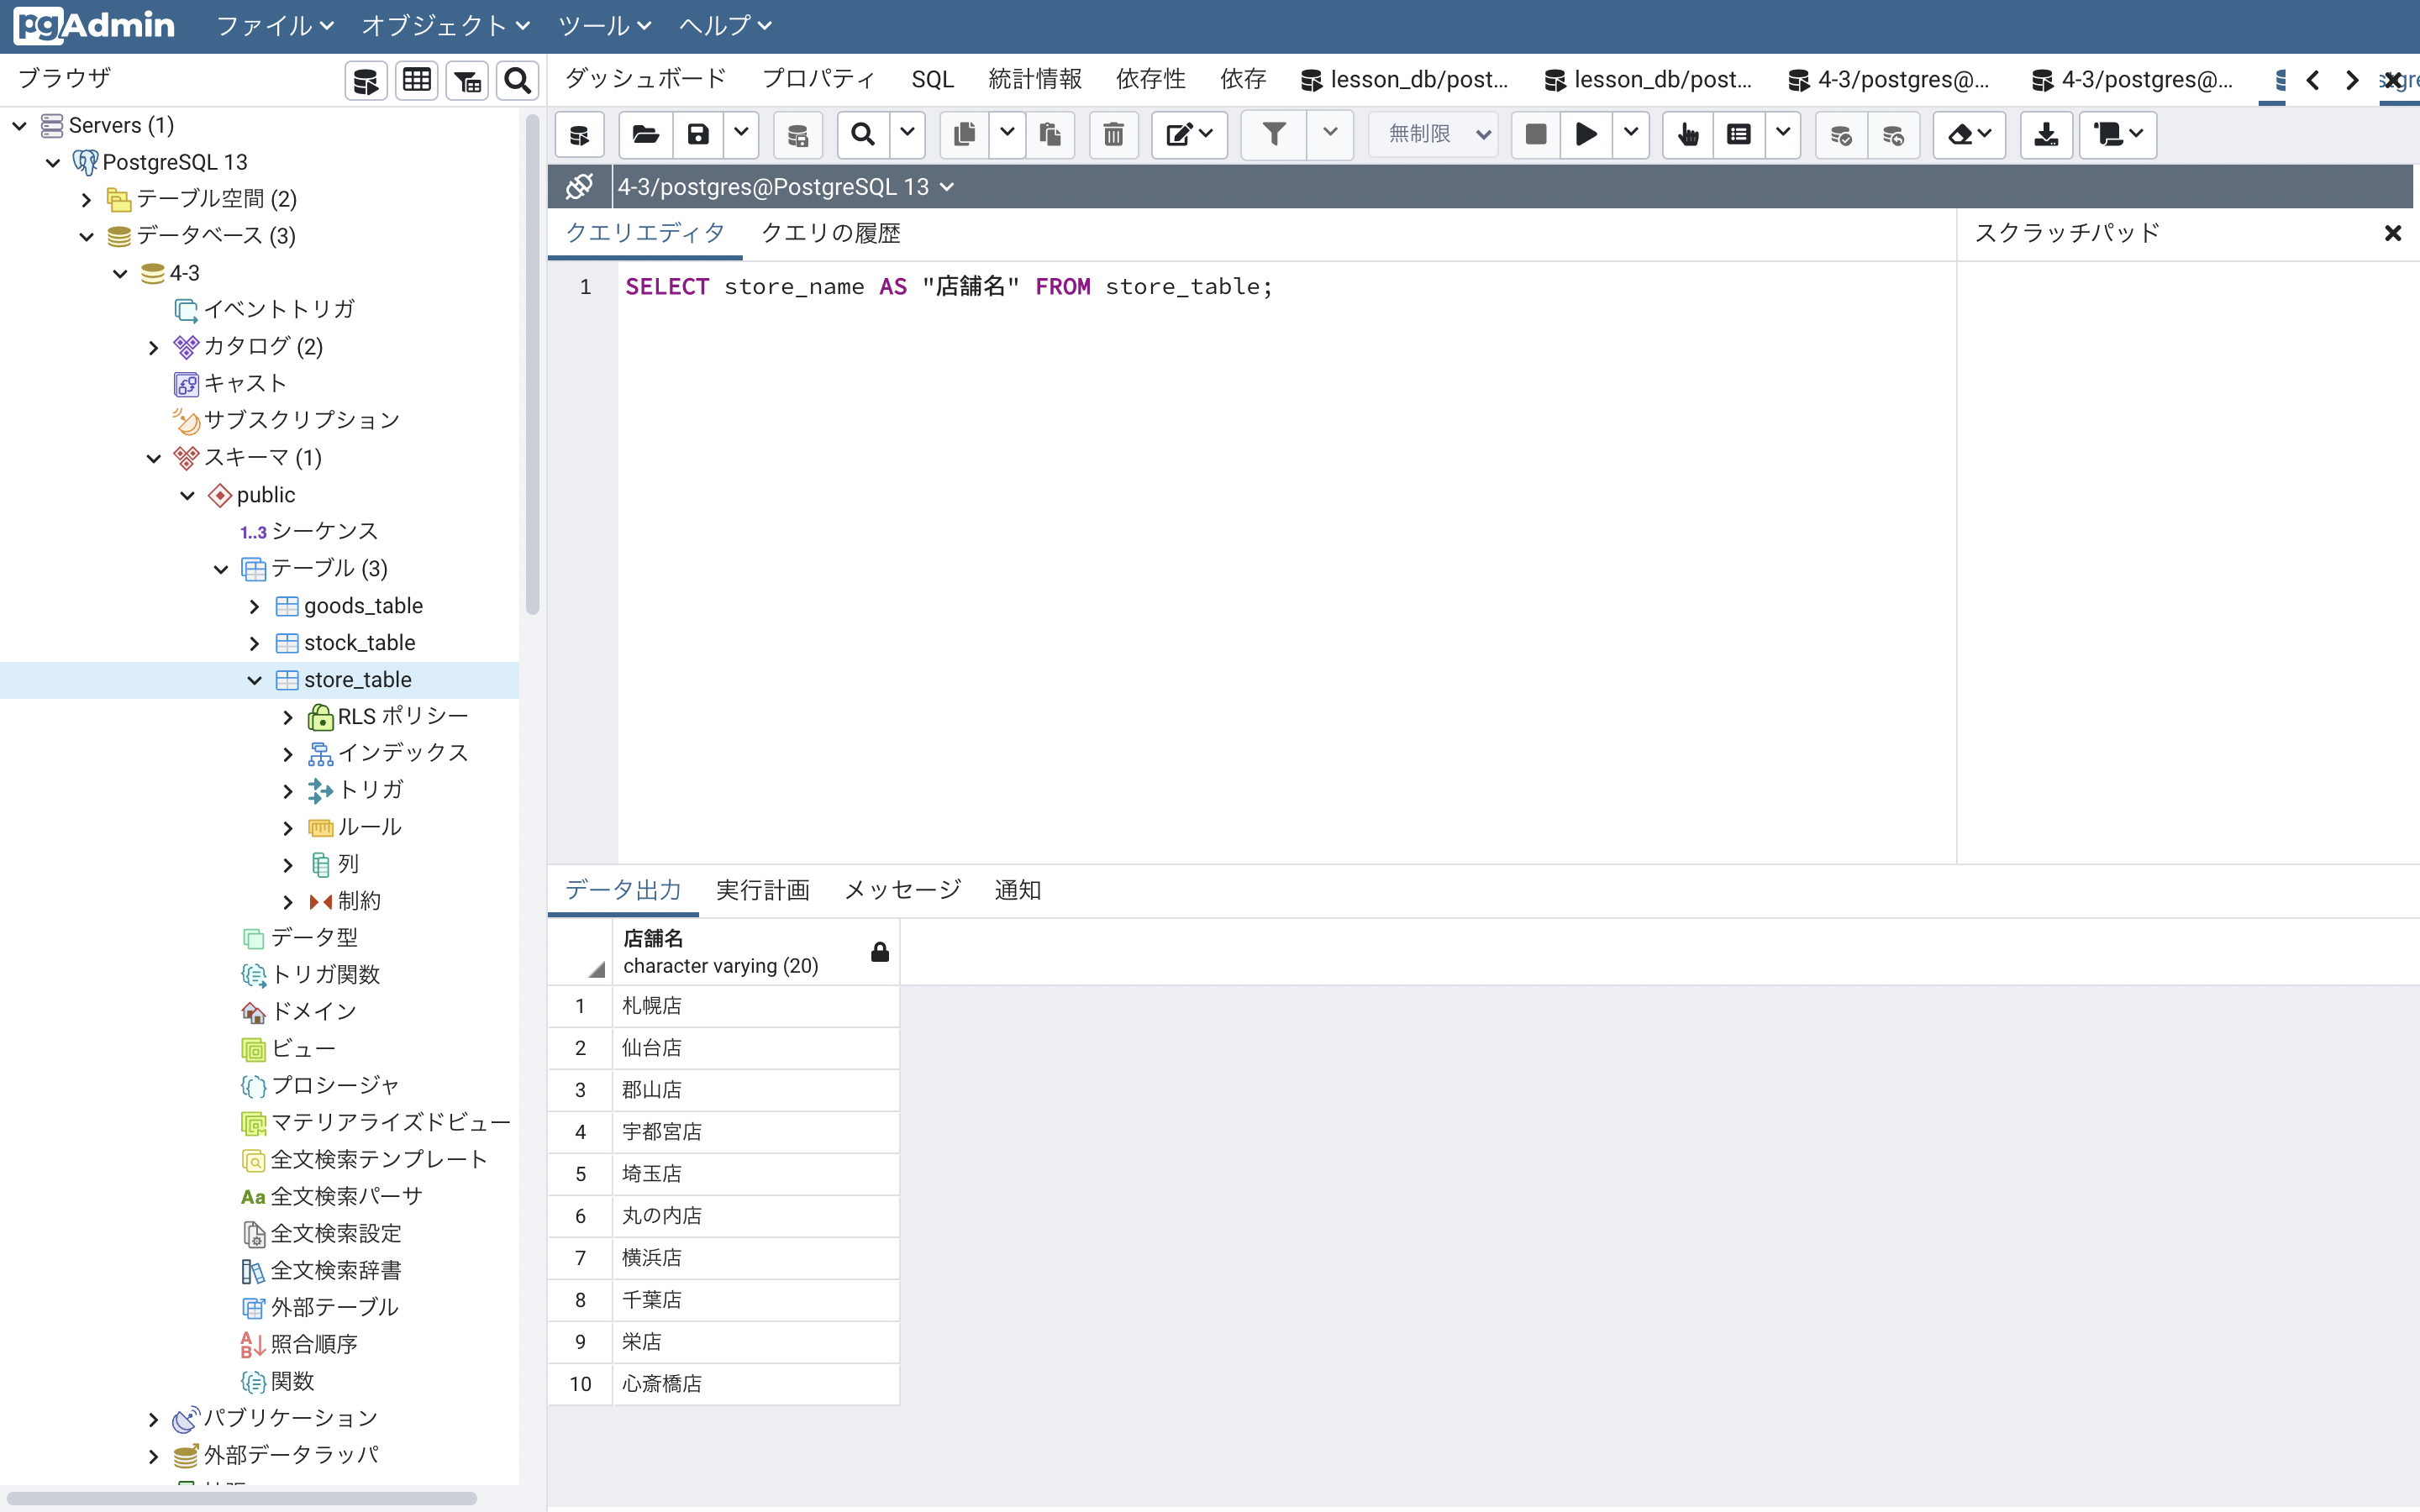 pgAdmin ファイル オブジェクト ツール ヘルプ
ブラウザ
ダッシュボード プロパティ SQL 統計情報 依存性 依存 lesson_db/post... lesson_db/post... 4-3/postgres@... 4-3/postgres@...
無制限
Servers (1)
PostgreSQL 13
テーブル空間 (2)
データベース (3)
4-3
イベントトリガ
カタログ (2)
キャスト
サブスクリプション
スキーマ (1)
public
1..3 シーケンス
テーブル (3)
goods_table
stock_table
store_table
RLS ポリシー
インデックス
トリガ
ルール
列
制約
データ型
トリガ関数
ドメイン
ビュー
プロシージャ
マテリアライズドビュー
全文検索テンプレート
Aa 全文検索パーサ
全文検索設定
全文検索辞書
外部テーブル
照合順序
関数
パブリケーション
外部データラッパ
4-3/postgres@PostgreSQL 13
クエリエディタ クエリの履歴
スクラッチパッド
1 SELECT store_name AS "店舗名" FROM store_table;
データ出力 実行計画 メッセージ 通知
店舗名
character varying (20)
1 札幌店
2 仙台店
3 郡山店
4 宇都宮店
5 埼玉店
6 丸の内店
7 横浜店
8 千葉店
9 栄店
10 心斎橋店